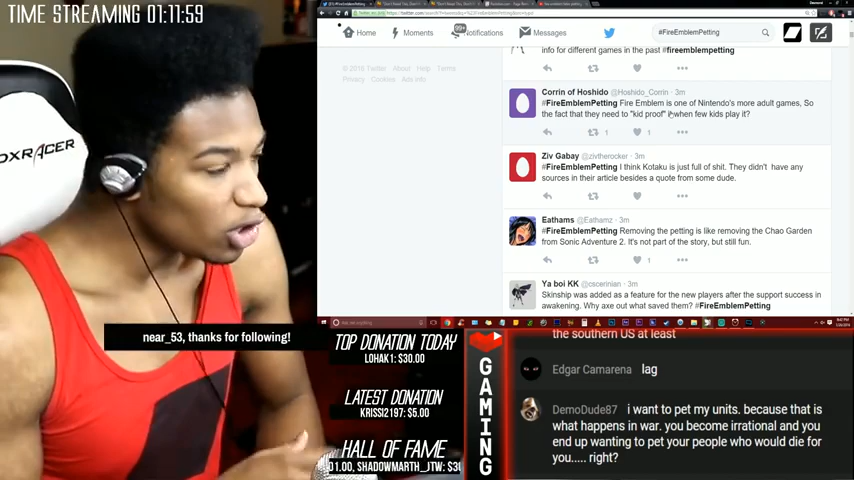 TIME STREAMING 01:11:59
Home
Moments
99+
Notifications
Messages
#FireEmblemPetting
© 2016 Twitter About Help Terms
Privacy Cookies Ads info
info for different games in the past #fireemblempetting
Corrin of Hoshido @Hoshido_Corrin · 3m
#FireEmblemPetting Fire Emblem is one of Nintendo's more adult games, So
the fact that they need to "kid proof" it when few kids play it?
1 1
Ziv Gabay @zivtherocker · 3m
#FireEmblemPetting I think Kotaku is just full of shit. They didn't have any
sources in their article besides a quote from some dude.
Eathams @Eathamz · 3m
#FireEmblemPetting Removing the petting is like removing the Chao Garden
from Sonic Adventure 2. It's not part of the story, but still fun.
1
Ya boi KK @cscerinian · 3m
Skinship was added as a feature for the new players after the support success in
awakening. Why axe out what saved them? #FireEmblemPetting
DXRACER
near_53, thanks for following!
TOP DONATION TODAY
LOHAK1: $30.00
LATEST DONATION
KRISSI2197: $5.00
HALL OF FAME
01.00, SHADOWMARTH_JTW: $3
GAMING
the southern US at least
Edgar Camarena lag
DemoDude87 i want to pet my units. because that is
what happens in war. you become irrational and you
end up wanting to pet your people who would die for
you..... right?